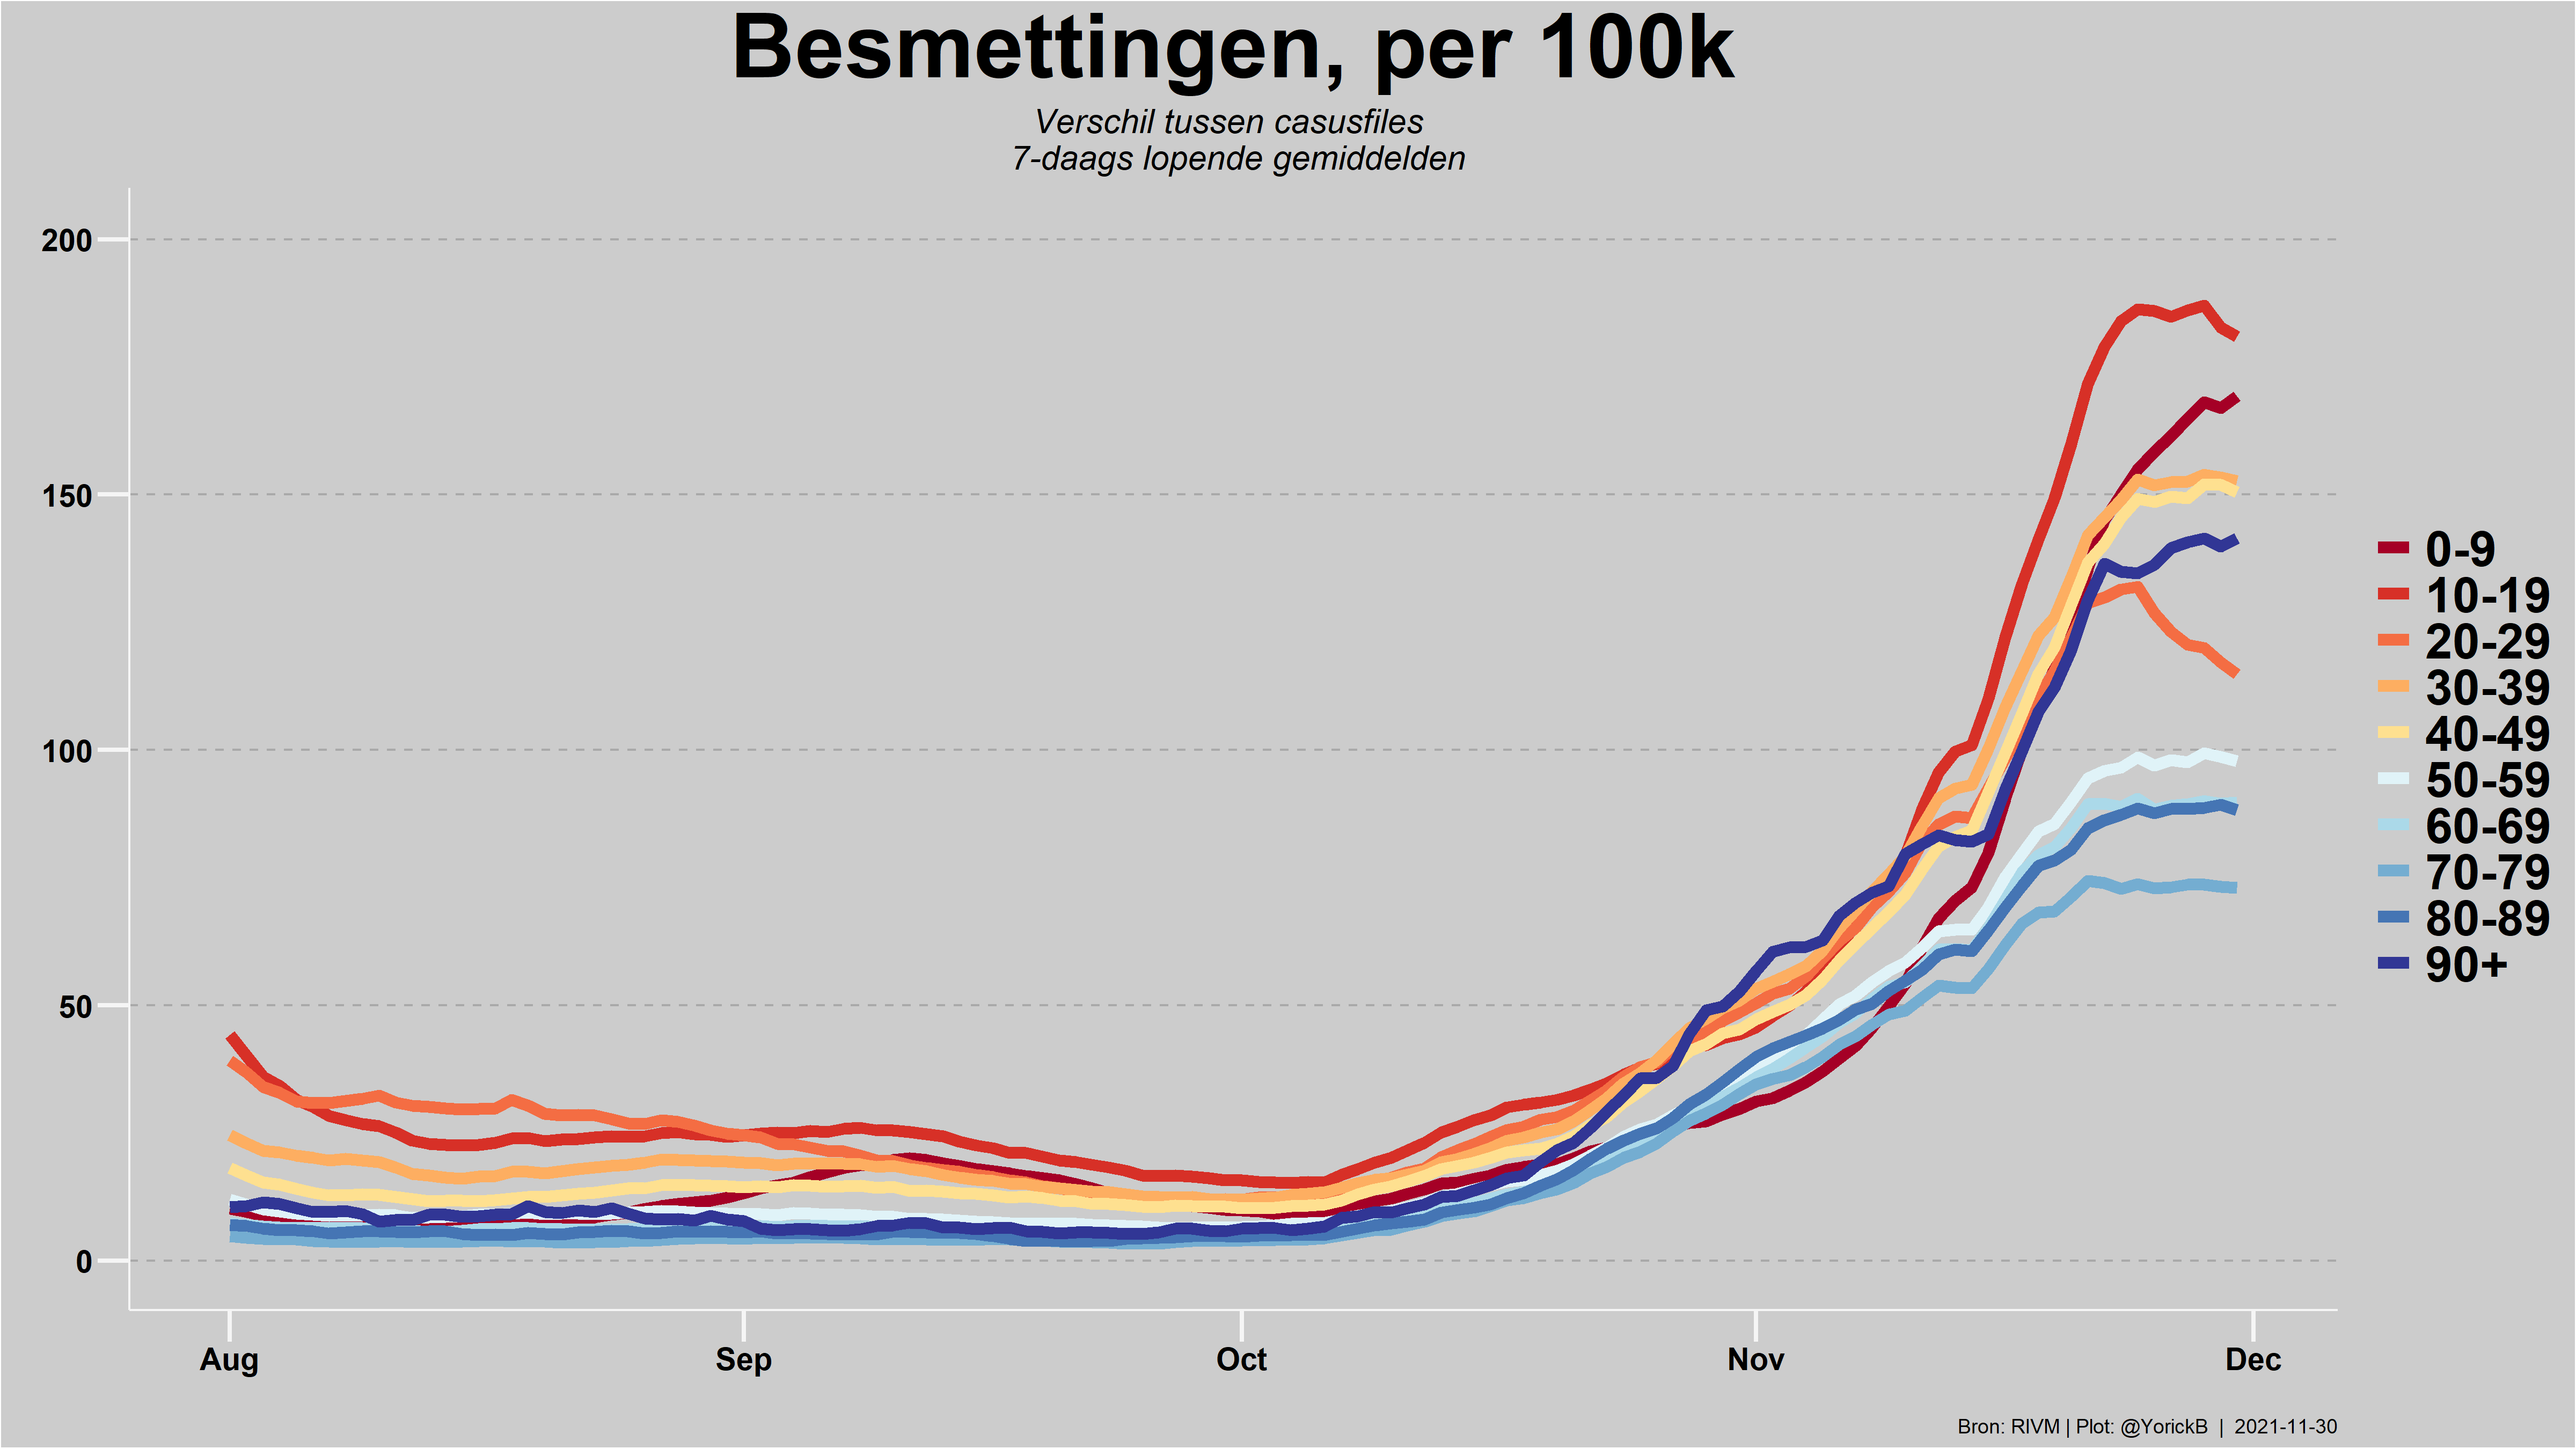 Besmettingen, per 100k
Verschil tussen casusfiles
7-daags lopende gemiddelden
200
150
100
50
0
Aug
Sep
Oct
Nov
Dec
0-9
10-19
20-29
30-39
40-49
50-59
60-69
70-79
80-89
90+
Bron: RIVM | Plot: @YorickB | 2021-11-30